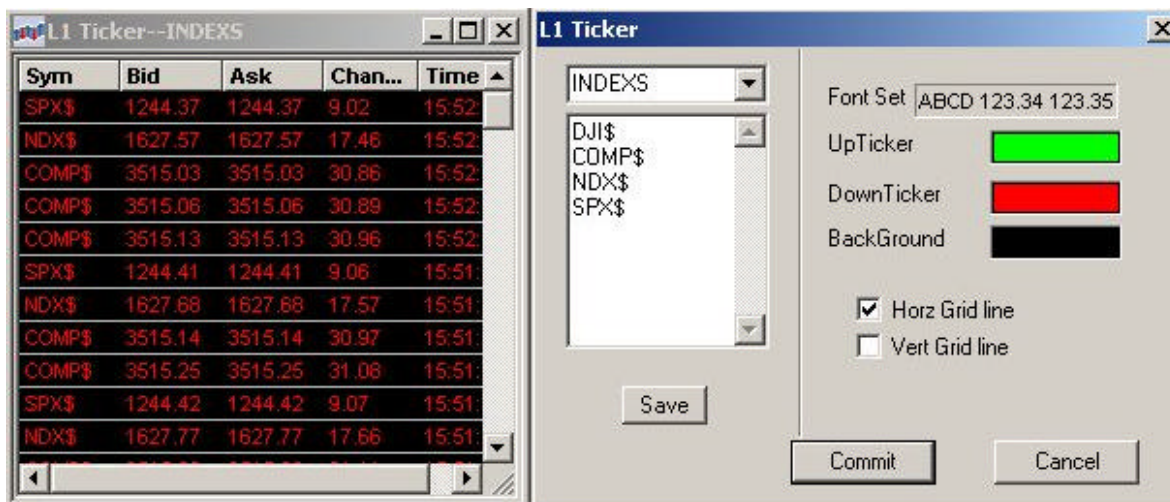 L1 Ticker--INDEXS
Sym Bid Ask Chan... Time
SPX$ 1244.37 1244.37 9.02 15:52:
NDX$ 1627.57 1627.57 17.46 15:52:
COMP$ 3515.03 3515.03 30.86 15:52:
COMP$ 3515.06 3515.06 30.89 15:52:
COMP$ 3515.13 3515.13 30.96 15:52:
SPX$ 1244.41 1244.41 9.06 15:51:
NDX$ 1627.68 1627.68 17.57 15:51:
COMP$ 3515.14 3515.14 30.97 15:51:
COMP$ 3515.25 3515.25 31.08 15:51:
SPX$ 1244.42 1244.42 9.07 15:51:
NDX$ 1627.77 1627.77 17.66 15:51:
L1 Ticker
INDEXS
DJI$
COMP$
NDX$
SPX$
Save
Font Set ABCD 123.34 123.35
UpTicker
DownTicker
BackGround
Horz Grid line
Vert Grid line
Commit Cancel